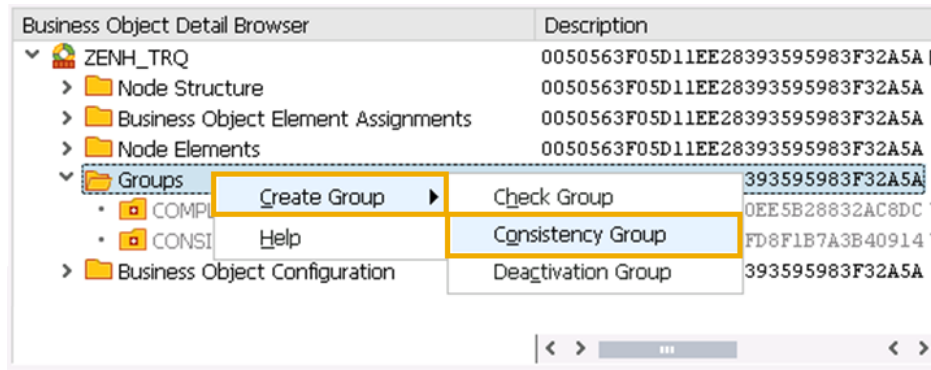 Business Object Detail Browser Description
ZENH_TRQ 0050563F05D11EE28393595983F32A5A
Node Structure 0050563F05D11EE28393595983F32A5A
Business Object Element Assignments 0050563F05D11EE28393595983F32A5A
Node Elements 0050563F05D11EE28393595983F32A5A
Groups 393595983F32A5A
Create Group Check Group
COMPL 0EE5B28832AC8DC
Help Consistency Group
CONSI FD8F1B7A3B40914
Business Object Configuration Deactivation Group 393595983F32A5A